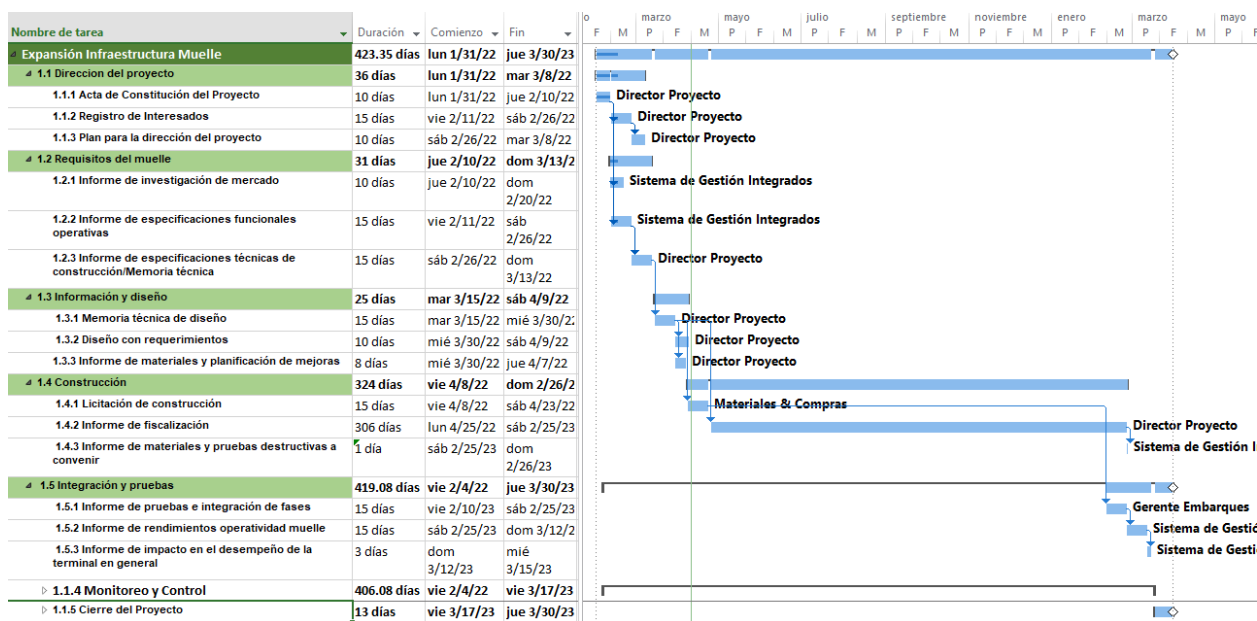 o marzo mayo julio septiembre noviembre enero marzo mayo
Nombre de tarea Duración Comienzo Fin F M P F M P F M P F M P F M P F M P F M P F
Expansión Infraestructura Muelle 423.35 días lun 1/31/22 jue 3/30/23
1.1 Direccion del proyecto 36 días lun 1/31/22 mar 3/8/22
1.1.1 Acta de Constitución del Proyecto 10 días lun 1/31/22 jue 2/10/22 Director Proyecto
1.1.2 Registro de Interesados 15 días vie 2/11/22 sáb 2/26/22 Director Proyecto
1.1.3 Plan para la dirección del proyecto 10 días sáb 2/26/22 mar 3/8/22 Director Proyecto
1.2 Requisitos del muelle 31 días jue 2/10/22 dom 3/13/2
1.2.1 Informe de investigación de mercado 10 días jue 2/10/22 dom Sistema de Gestión Integrados
2/20/22
1.2.2 Informe de especificaciones funcionales 15 días vie 2/11/22 sáb Sistema de Gestión Integrados
operativas 2/26/22
1.2.3 Informe de especificaciones técnicas de 15 días sáb 2/26/22 dom Director Proyecto
construcción/Memoria técnica 3/13/22
1.3 Información y diseño 25 días mar 3/15/22 sáb 4/9/22
1.3.1 Memoria técnica de diseño 15 días mar 3/15/22 mié 3/30/22 Director Proyecto
1.3.2 Diseño con requerimientos 10 días mié 3/30/22 sáb 4/9/22 Director Proyecto
1.3.3 Informe de materiales y planificación de mejoras 8 días mié 3/30/22 jue 4/7/22 Director Proyecto
1.4 Construcción 324 días vie 4/8/22 dom 2/26/2
1.4.1 Licitación de construcción 15 días vie 4/8/22 sáb 4/23/22 Materiales & Compras
1.4.2 Informe de fiscalización 306 días lun 4/25/22 sáb 2/25/23 Director Proyecto
1.4.3 Informe de materiales y pruebas destructivas a 1 día sáb 2/25/23 dom Sistema de Gestión I
convenir 2/26/23
1.5 Integración y pruebas 419.08 días vie 2/4/22 jue 3/30/23
1.5.1 Informe de pruebas e integración de fases 15 días vie 2/10/23 sáb 2/25/23 Gerente Embarques
1.5.2 Informe de rendimientos operatividad muelle 15 días sáb 2/25/23 dom 3/12/2 Sistema de Gestió
1.5.3 Informe de impacto en el desempeño de la 3 días dom mié Sistema de Gesti
terminal en general 3/12/23 3/15/23
1.1.4 Monitoreo y Control 406.08 días vie 2/4/22 vie 3/17/23
1.1.5 Cierre del Proyecto 13 días vie 3/17/23 jue 3/30/23